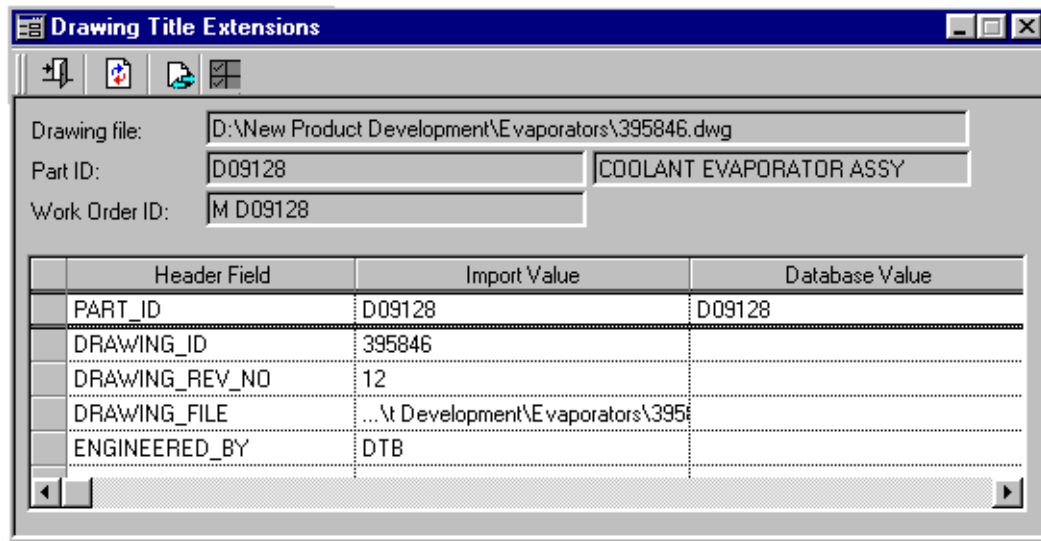 Drawing Title Extensions
Drawing file: D:\New Product Development\Evaporators\395846.dwg
Part ID: D09128 COOLANT EVAPORATOR ASSY
Work Order ID: M D09128
Header Field Import Value Database Value
PART_ID D09128 D09128
DRAWING_ID 395846
DRAWING_REV_NO 12
DRAWING_FILE ...\t Development\Evaporators\395
ENGINEERED_BY DTB